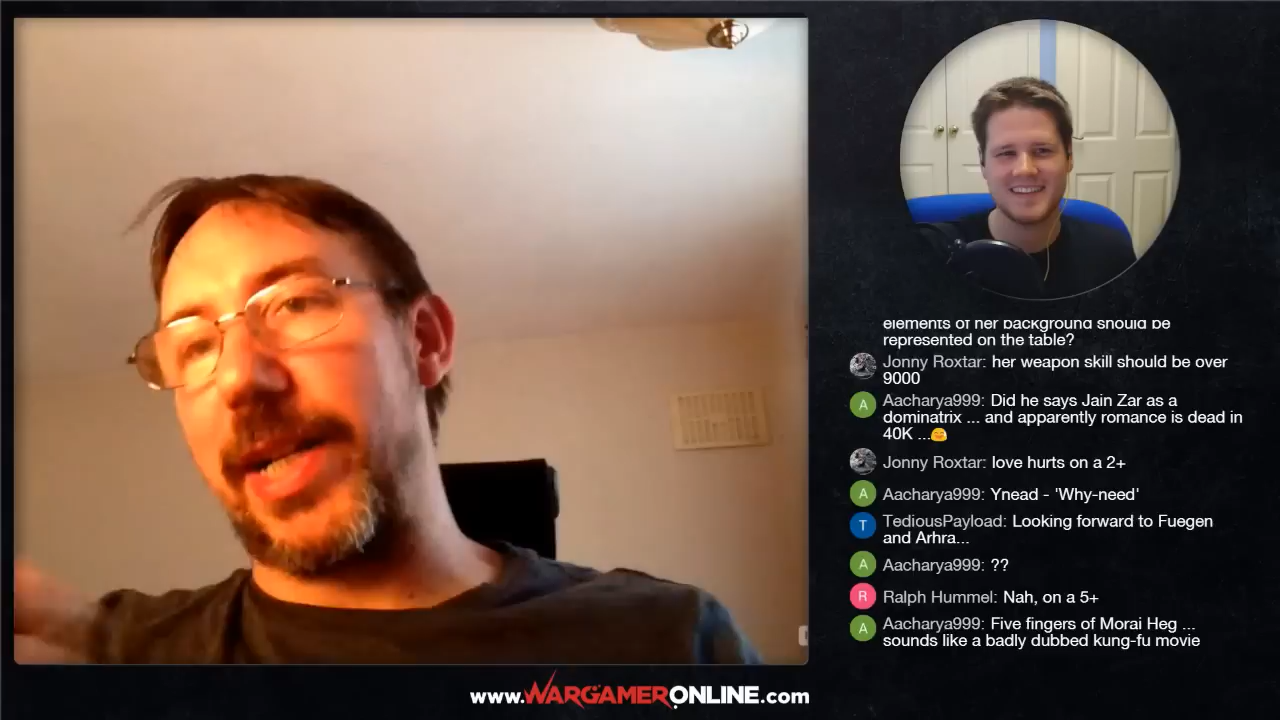 elements of her background should be
represented on the table?
Jonny Roxtar: her weapon skill should be over
9000
A
Aacharya999: Did he says Jain Zar as a
dominatrix ... and apparently romance is dead in
40K ...
Jonny Roxtar: love hurts on a 2+
A
Aacharya999: Ynead - 'Why-need'
T
TediousPayload: Looking forward to Fuegen
and Arhra...
A
Aacharya999: ??
R
Ralph Hummel: Nah, on a 5+
A
Aacharya999: Five fingers of Morai Heg ...
sounds like a badly dubbed kung-fu movie
www.WARGAMERONLINE.com